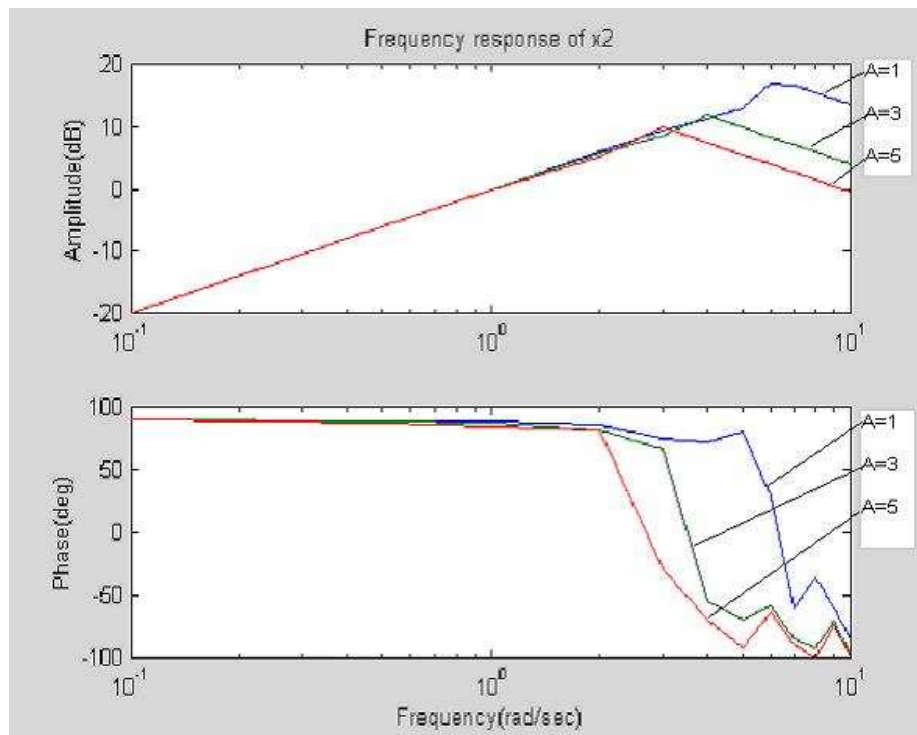 Frequency response of x2
Amplitude(dB)
20
10
0
-10
-20
10^-1
10^0
10^1
A=1
A=3
A=5
Phase(deg)
100
50
0
-50
-100
10^-1
10^0
10^1
A=1
A=3
A=5
Frequency(rad/sec)